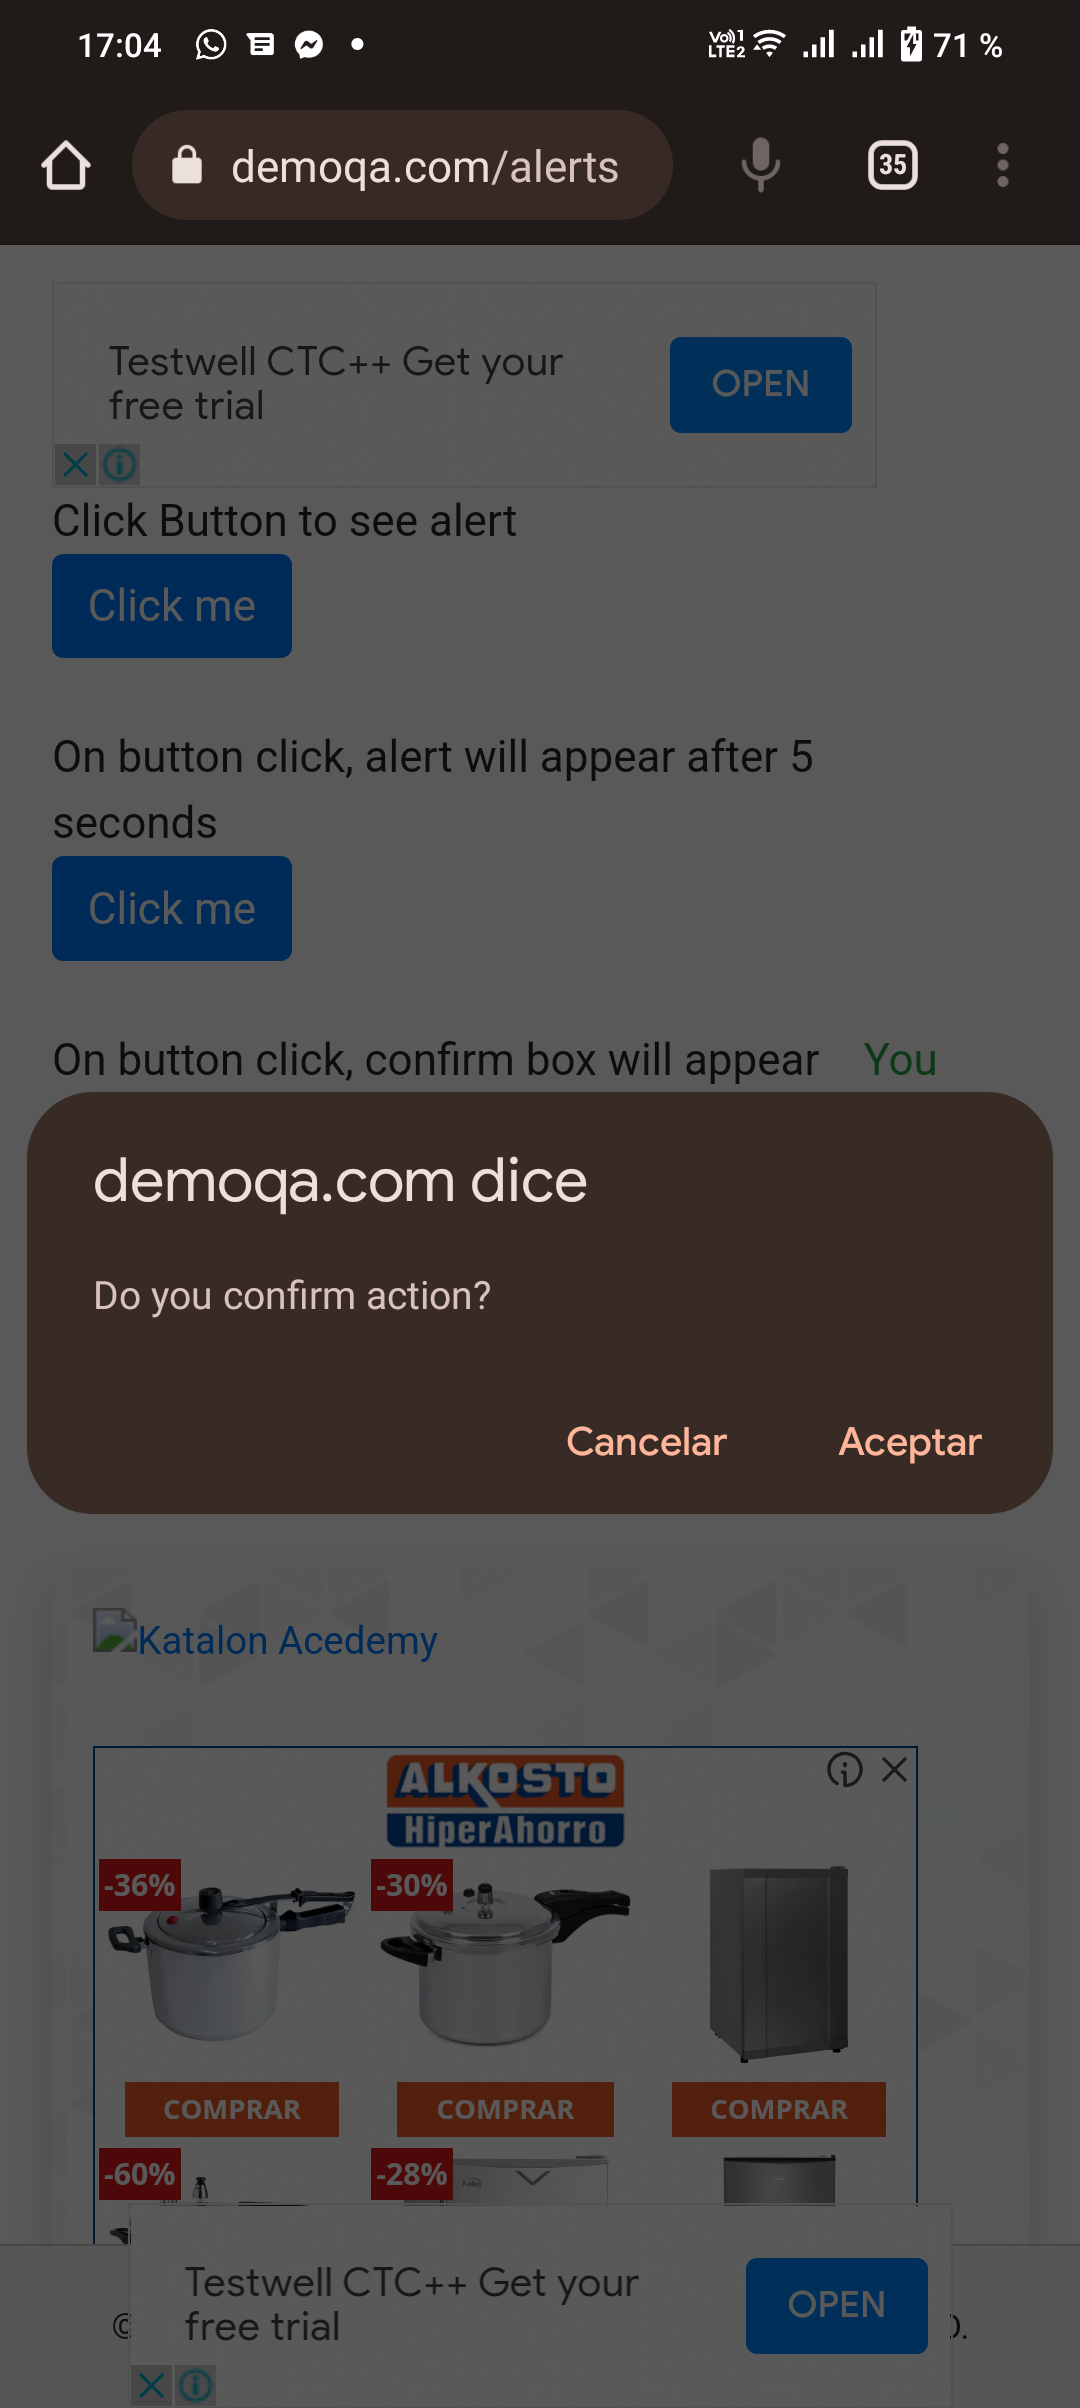 17:04
Vo)) 1
LTE2
71 %
demoqa.com/alerts
35
Testwell CTC++ Get your
free trial
OPEN
Click Button to see alert
Click me
On button click, alert will appear after 5
seconds
Click me
On button click, confirm box will appear You
demoqa.com dice
Do you confirm action?
Cancelar Aceptar
Katalon Acedemy
ALKOSTO
HiperAhorro
-36% -30%
COMPRAR COMPRAR COMPRAR
-60% -28%
Testwell CTC++ Get your
free trial
OPEN
©